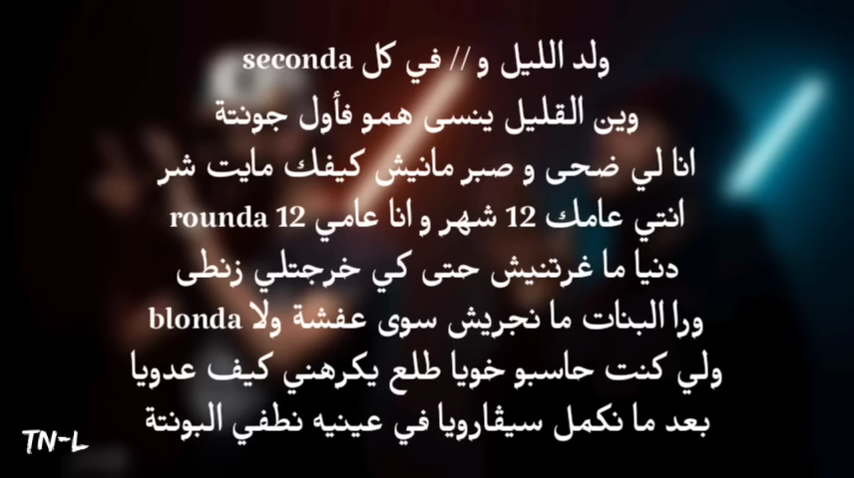 ولد الليل و // في كل seconda
وين القليل ينسى همو فأول جونتة
انا لي ضحى و صبر مانيش كيفك مايت شر
انتي عامك 12 شهر و انا عامي 12 rounda
دنيا ما غرتنيش حتى كي خرجتلي زنطى
ورا البنات ما نجريش سوى عفشة ولا blonda
ولي كنت حاسبو خويا طلع يكرهني كيف عدويا
بعد ما نكمل سيڤارويا في عينيه نطفي البونتة
TN-L